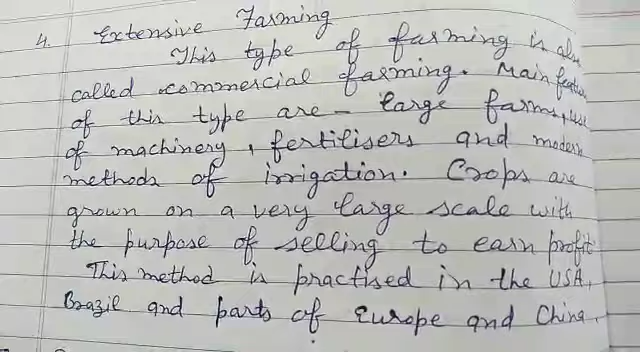 4. Extensive Farming
This type of farming is also
called commercial farming. Main features
of this type are - large farms, use
of machinery, fertilisers and modern
methods of irrigation. Crops are
grown on a very large scale with
the purpose of selling to earn profit
This method is practised in the USA,
Brazil and parts of Europe and China.